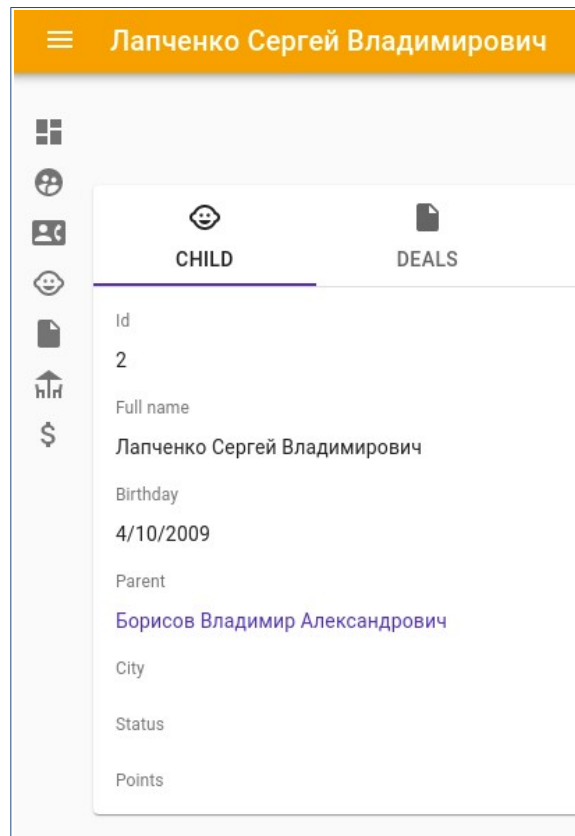 Лапченко Сергей Владимирович
CHILD
DEALS
Id
2
Full name
Лапченко Сергей Владимирович
Birthday
4/10/2009
Parent
Борисов Владимир Александрович
City
Status
Points